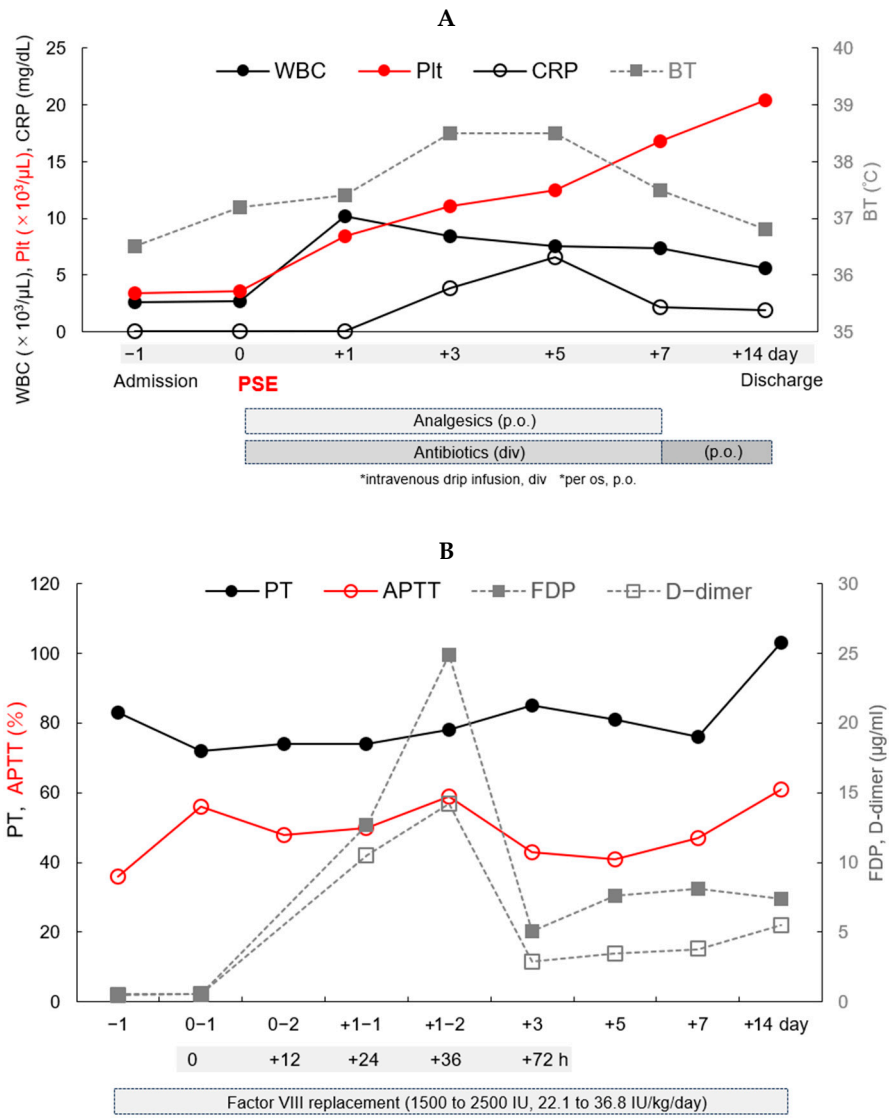 A
WBC (×10³/μL), Plt (×10³/μL), CRP (mg/dL)
25
20
15
10
5
0
WBC Plt CRP BT
40
39
38
37
36
35
BT (°C)
−1 0 +1 +3 +5 +7 +14 day
Admission PSE Discharge
Analgesics (p.o.)
Antibiotics (div) (p.o.)
*intravenous drip infusion, div *per os, p.o.
B
PT, APTT (%)
120
100
80
60
40
20
0
PT APTT FDP D−dimer
30
25
20
15
10
5
0
FDP, D-dimer (μg/ml)
−1 0−1 0−2 +1−1 +1−2 +3 +5 +7 +14 day
0 +12 +24 +36 +72 h
Factor VIII replacement (1500 to 2500 IU, 22.1 to 36.8 IU/kg/day)